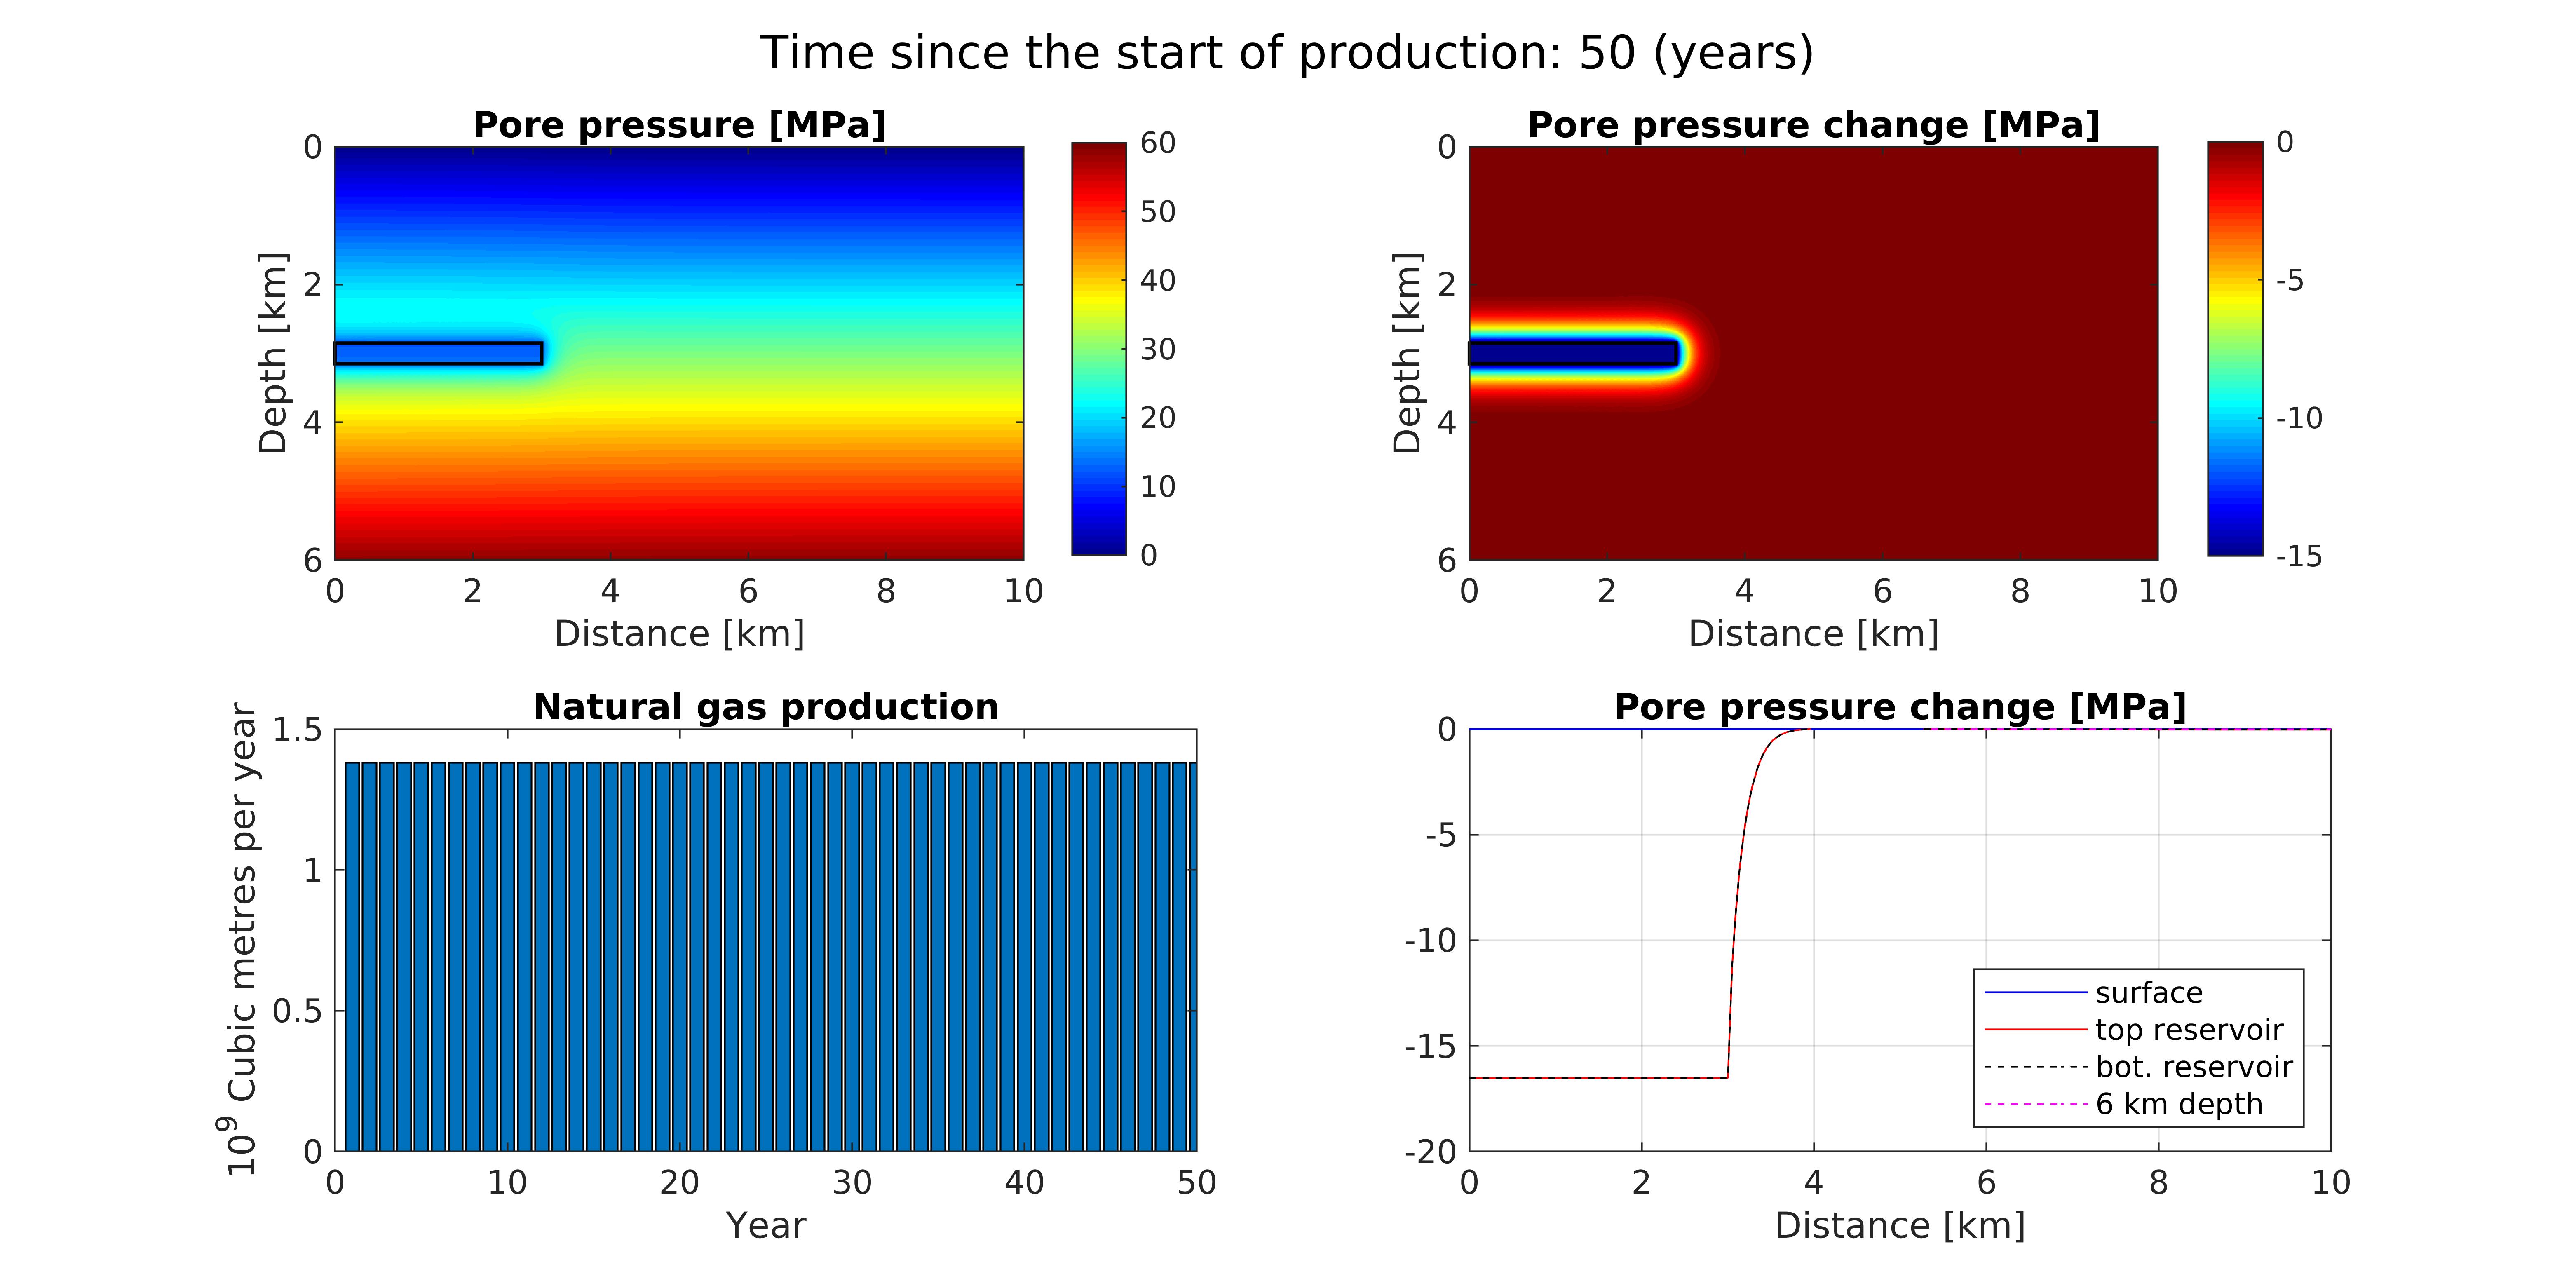 Time since the start of production: 50 (years)
Pore pressure [MPa]
0
2
4
6
Depth [km]
0 2 4 6 8 10
Distance [km]
60
50
40
30
20
10
0
Pore pressure change [MPa]
0
2
4
6
Depth [km]
0 2 4 6 8 10
Distance [km]
0
-5
-10
-15
Natural gas production
1.5
1
0.5
0
10⁹ Cubic metres per year
0 10 20 30 40 50
Year
Pore pressure change [MPa]
0
-5
-10
-15
-20
surface
top reservoir
bot. reservoir
6 km depth
0 2 4 6 8 10
Distance [km]